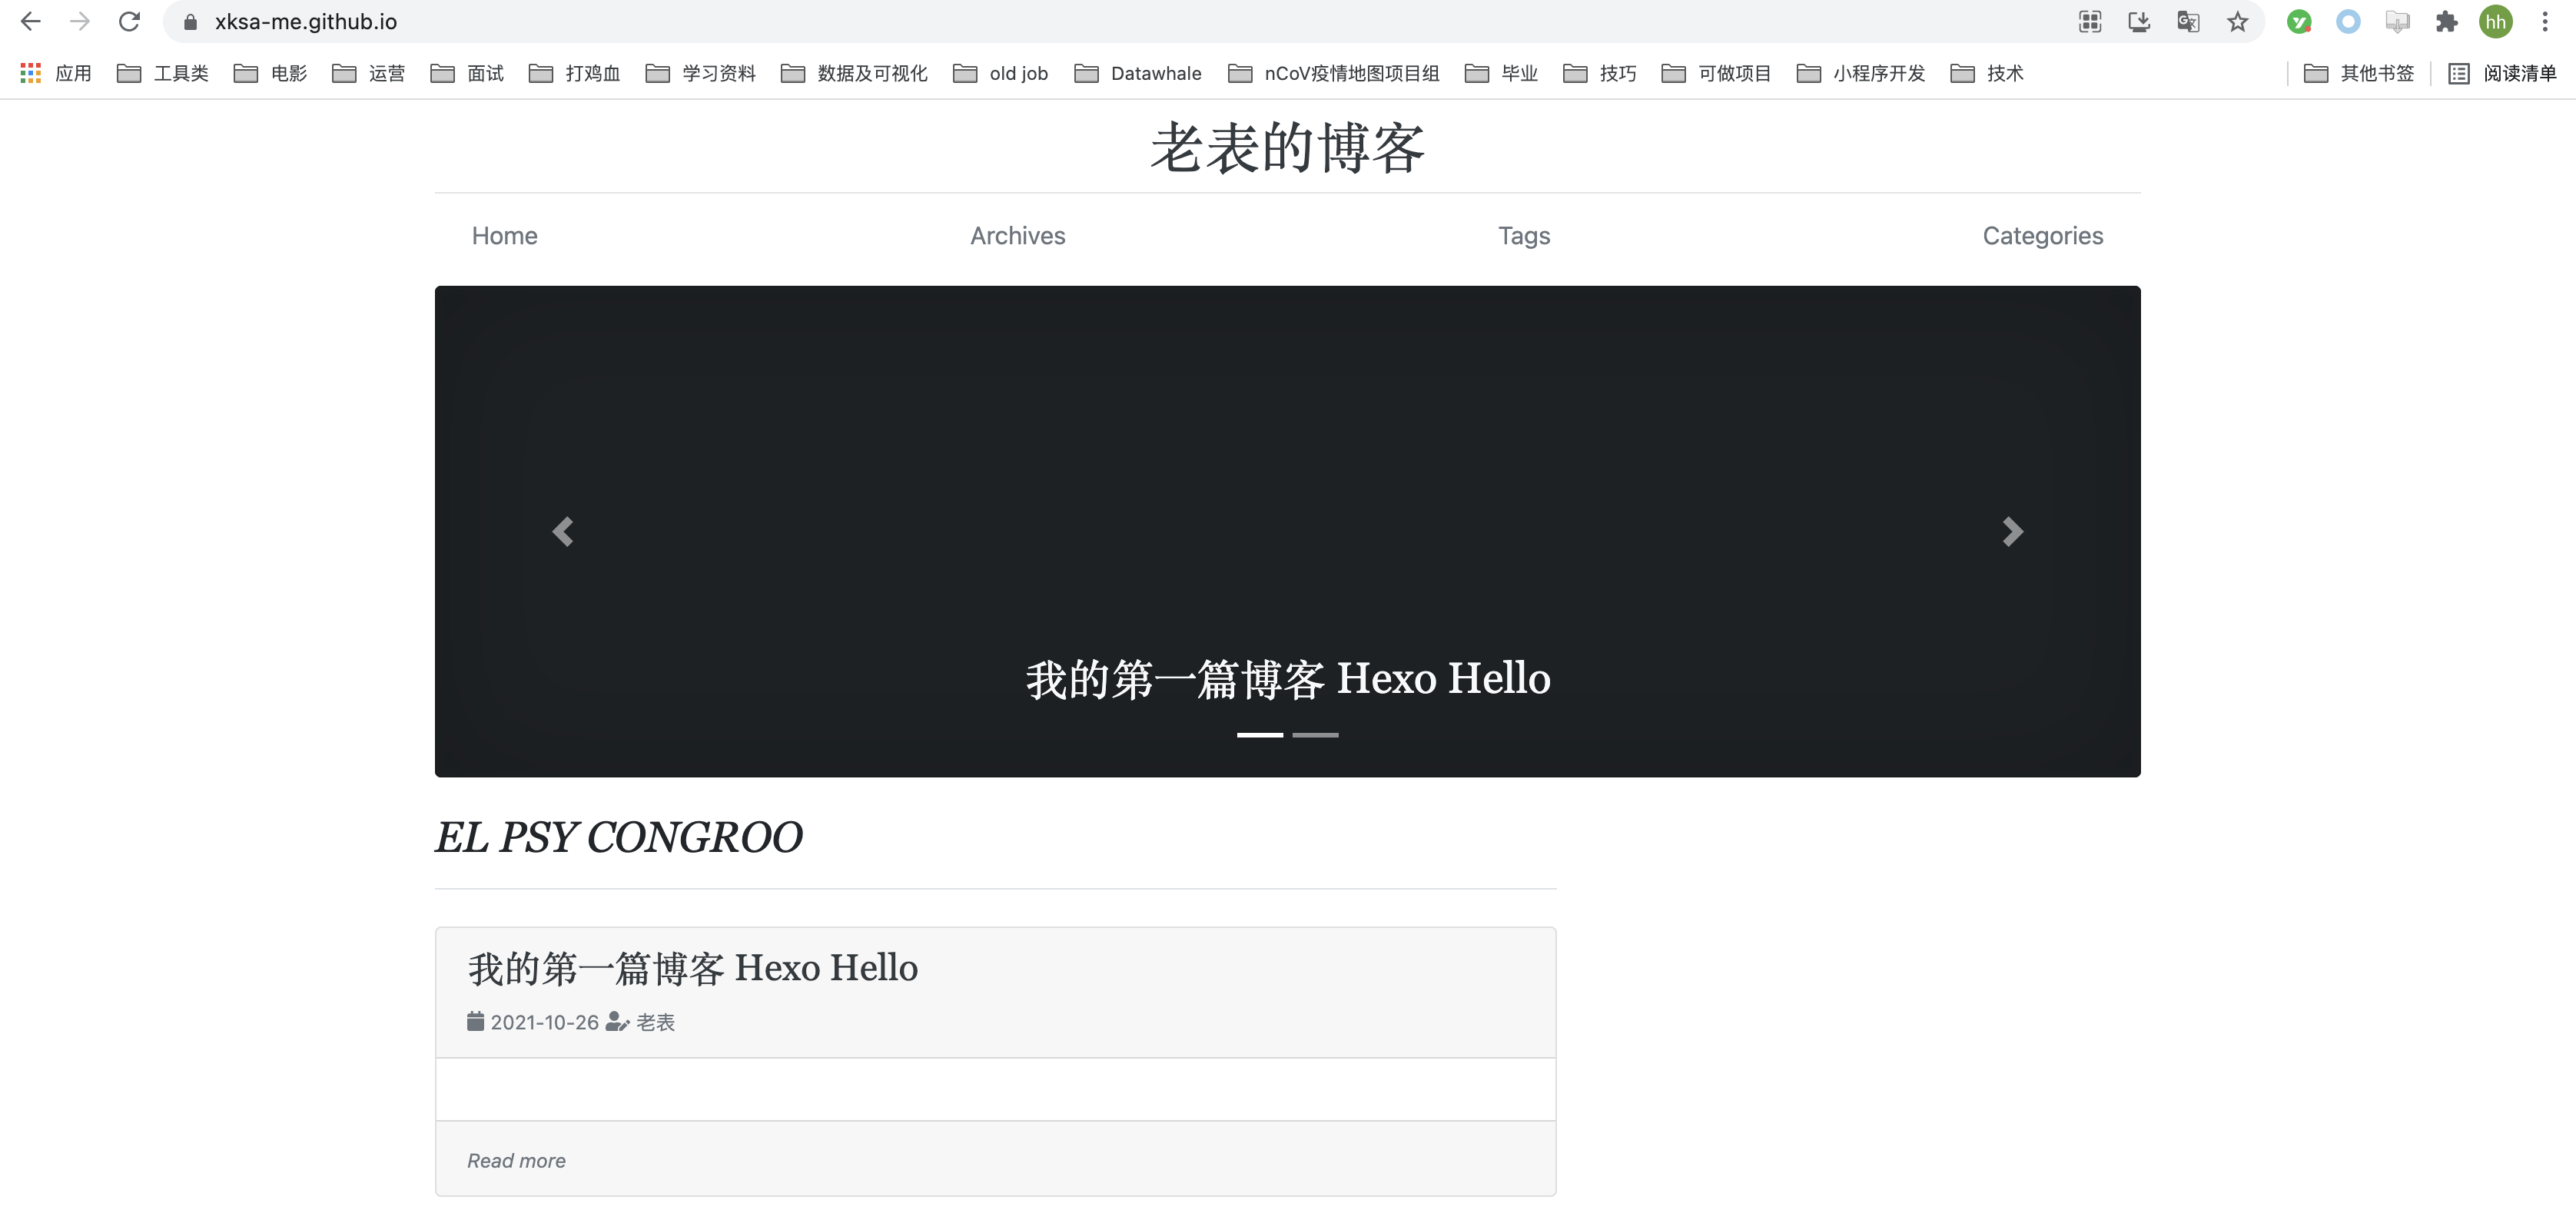 xksa-me.github.io
hh
应用 工具类 电影 运营 面试 打鸡血 学习资料 数据及可视化 old job Datawhale nCoV疫情地图项目组 毕业 技巧 可做项目 小程序开发 技术 其他书签 阅读清单
老表的博客
Home Archives Tags Categories
我的第一篇博客 Hexo Hello
EL PSY CONGROO
我的第一篇博客 Hexo Hello
2021-10-26 老表
Read more